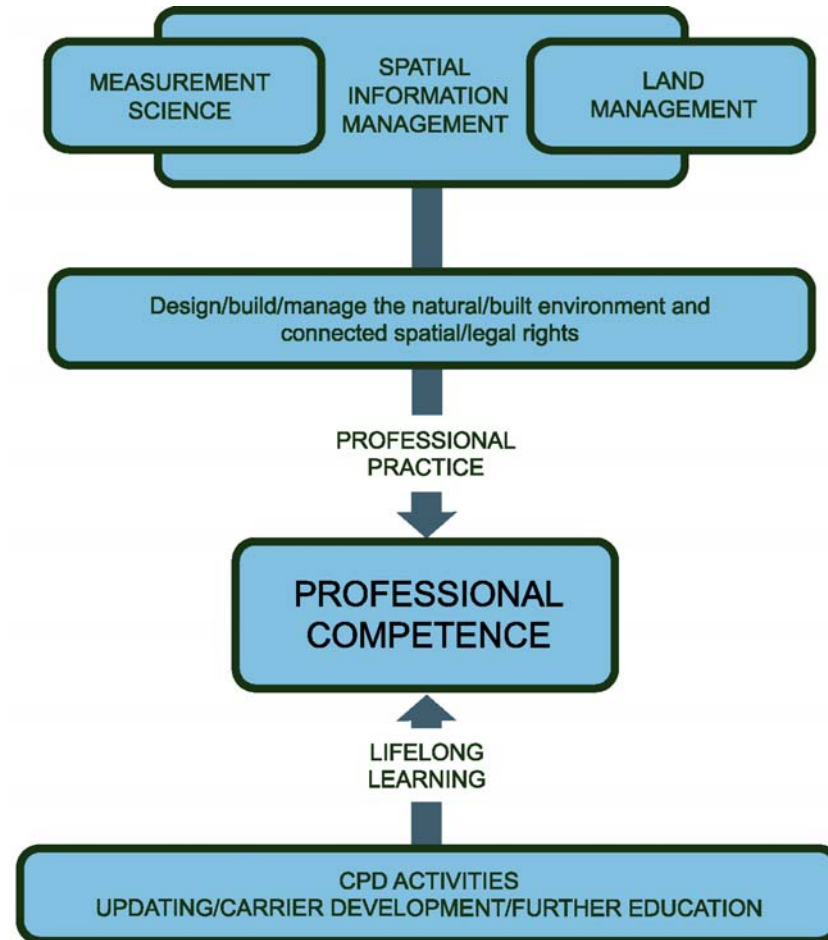 MEASUREMENT
SCIENCE
SPATIAL
INFORMATION
MANAGEMENT
LAND
MANAGEMENT
Design/build/manage the natural/built environment and
connected spatial/legal rights
PROFESSIONAL
PRACTICE
PROFESSIONAL
COMPETENCE
LIFELONG
LEARNING
CPD ACTIVITIES
UPDATING/CARRIER DEVELOPMENT/FURTHER EDUCATION